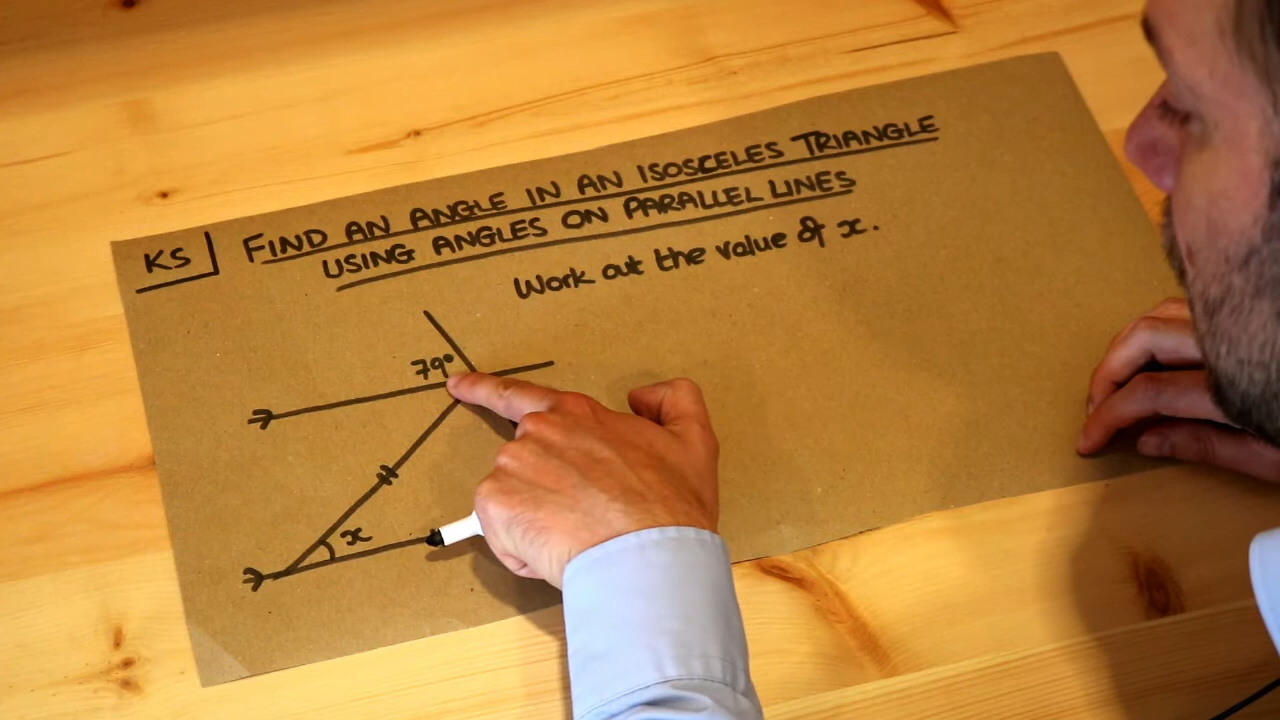 KS
FIND AN ANGLE IN AN ISOSCELES TRIANGLE
USING ANGLES ON PARALLEL LINES
Work out the value of x.
79°
x